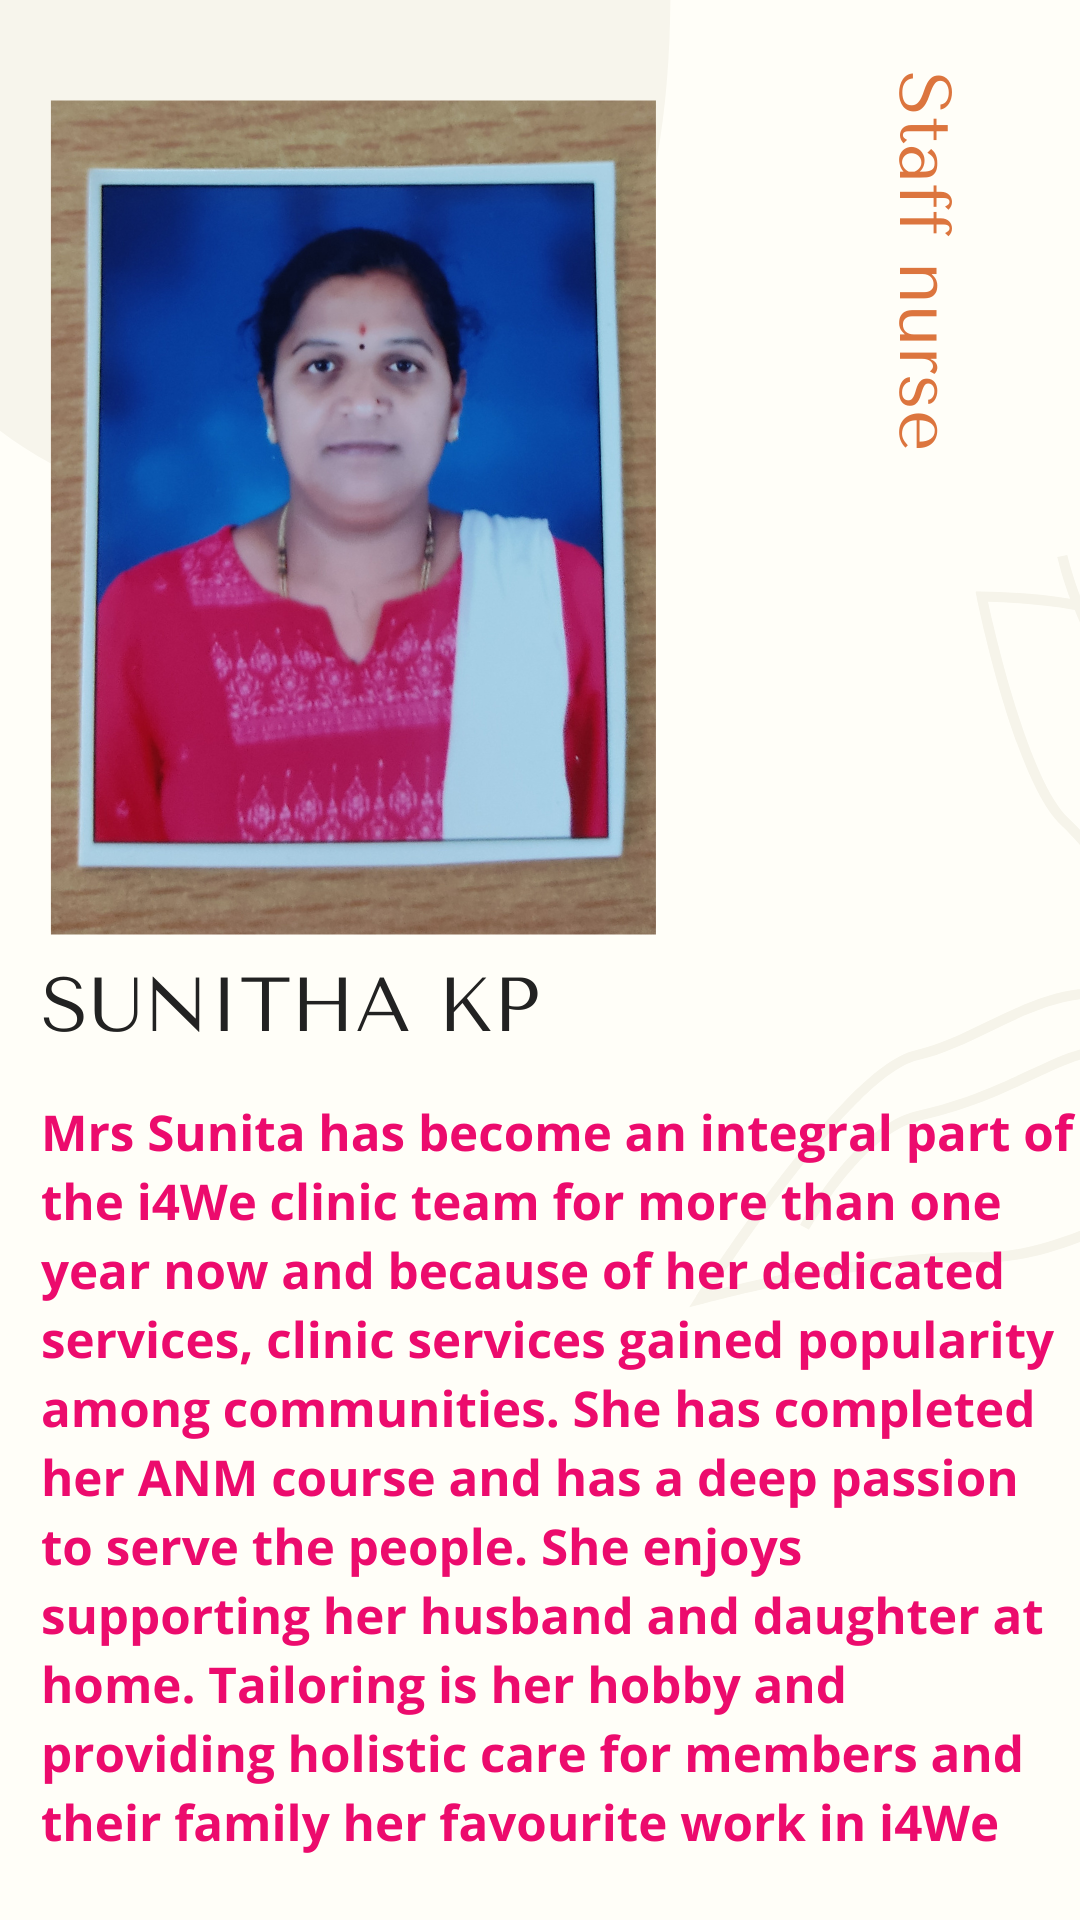 Staff nurse
SUNITHA KP
Mrs Sunita has become an integral part of
the i4We clinic team for more than one
year now and because of her dedicated
services, clinic services gained popularity
among communities. She has completed
her ANM course and has a deep passion
to serve the people. She enjoys
supporting her husband and daughter at
home. Tailoring is her hobby and
providing holistic care for members and
their family her favourite work in i4We